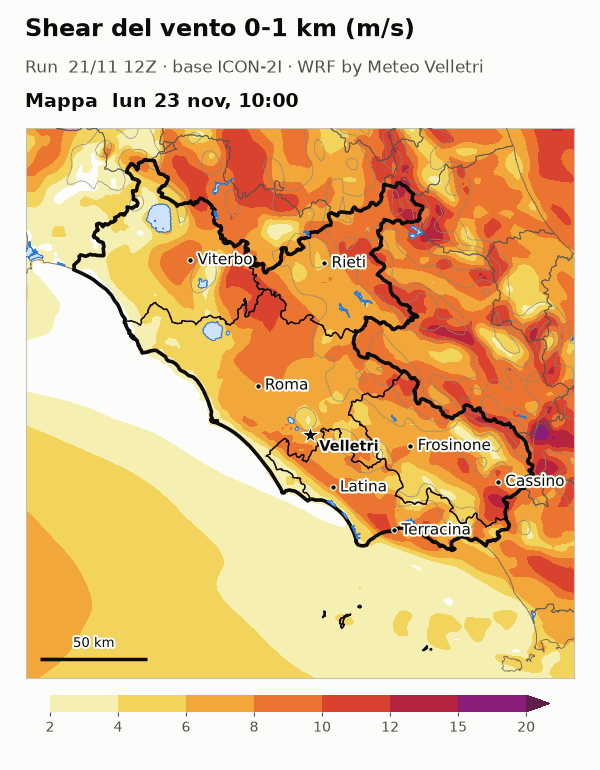 Shear del vento 0-1 km (m/s)
Run  21/11 12Z · base ICON-2I · WRF by Meteo Velletri
Mappa  lun 23 nov, 10:00
Viterbo
Rieti
Roma
Velletri
Frosinone
Latina
Cassino
Terracina
50 km
2 4 6 8 10 12 15 20